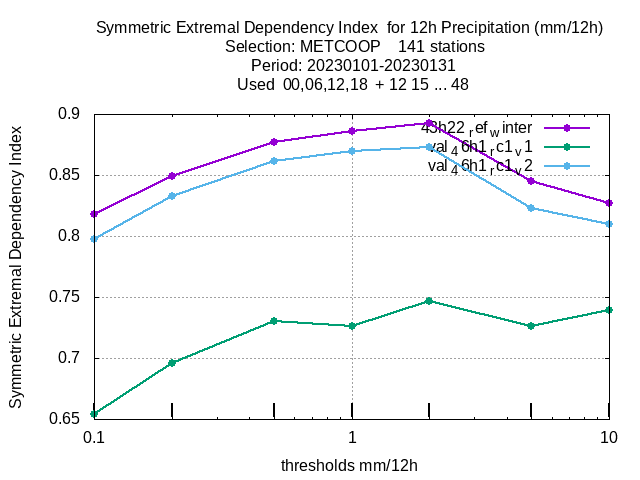 Symmetric Extremal Dependency Index for 12h Precipitation (mm/12h)
Selection: METCOOP 141 stations
Period: 20230101-20230131
Used 00,06,12,18 + 12 15 ... 48
Symmetric Extremal Dependency Index
0.9
0.85
0.8
0.75
0.7
0.65
43h22_ref_winter
val_46h1_rc1_v1
val_46h1_rc1_v2
0.1
1
10
thresholds mm/12h